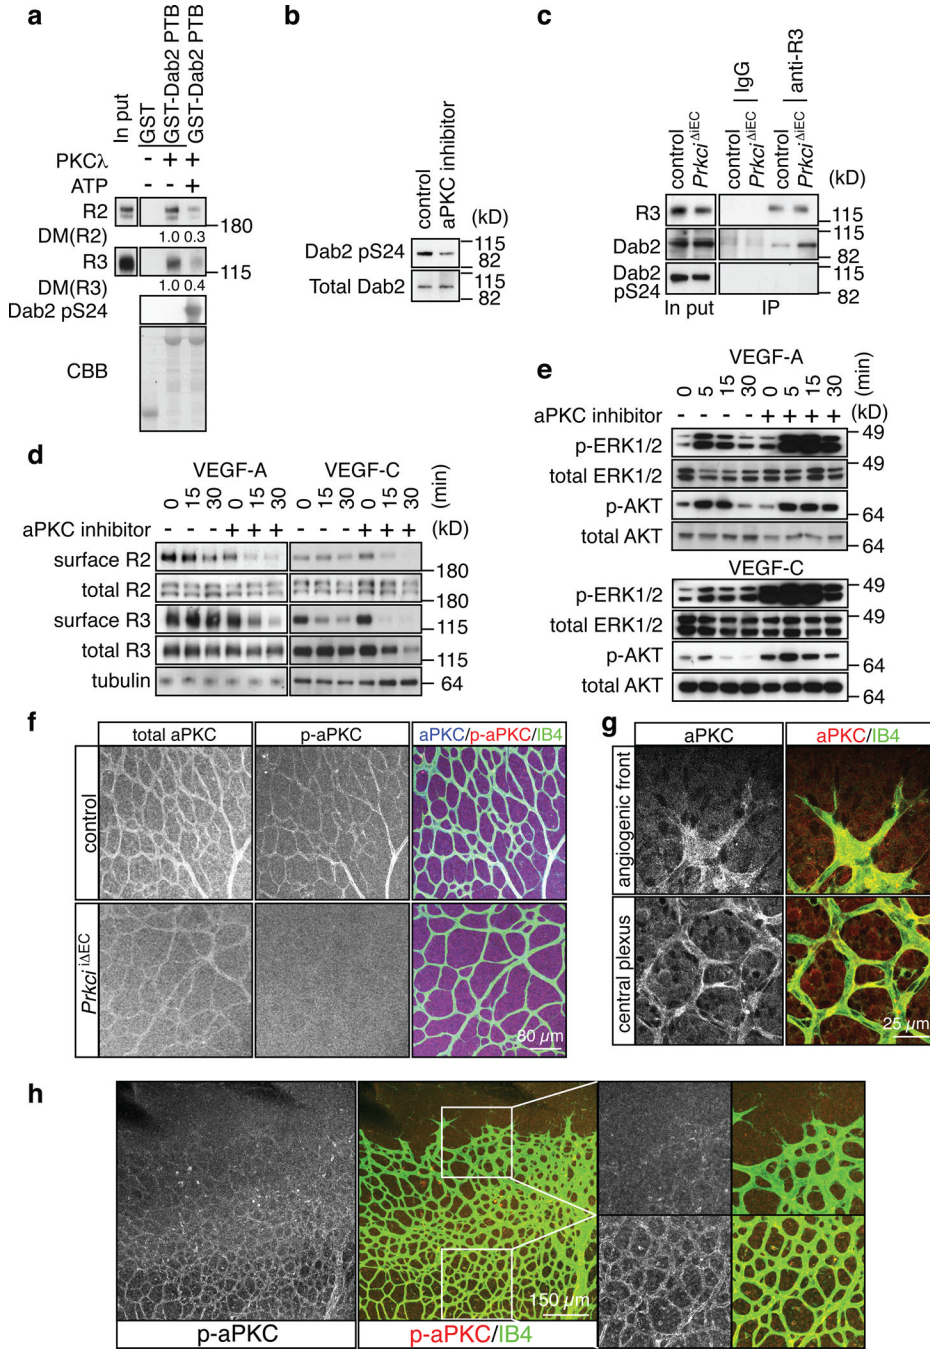 a
In put
GST
GST-Dab2 PTB
GST-Dab2 PTB
PKCλ - + +
ATP - - +
R2
180
DM(R2) 1.0 0.3
R3
115
DM(R3) 1.0 0.4
Dab2 pS24
CBB
b
control
aPKC inhibitor
(kD)
Dab2 pS24
115
82
Total Dab2
115
82
c
IgG
anti-R3
control
Prkci ΔiEC
control
Prkci ΔiEC
control
Prkci ΔiEC
(kD)
R3
115
Dab2
115
82
Dab2
pS24
115
82
In put IP
d
VEGF-A VEGF-C
0 15 30 0 15 30 0 15 30 0 15 30 (min)
aPKC inhibitor - - - + + + - - - + + + (kD)
surface R2
180
total R2
180
surface R3
115
total R3
115
tubulin
64
e
VEGF-A
0 5 15 30 0 5 15 30 (min)
aPKC inhibitor - - - - + + + + (kD)
p-ERK1/2
49
total ERK1/2
49
p-AKT
64
total AKT
64
VEGF-C
p-ERK1/2
49
total ERK1/2
49
p-AKT
64
total AKT
64
f
total aPKC p-aPKC aPKC/p-aPKC/IB4
control
Prkci iΔEC
80 µm
g
aPKC aPKC/IB4
angiogenic front
central plexus
25 µm
h
150 µm
p-aPKC p-aPKC/IB4